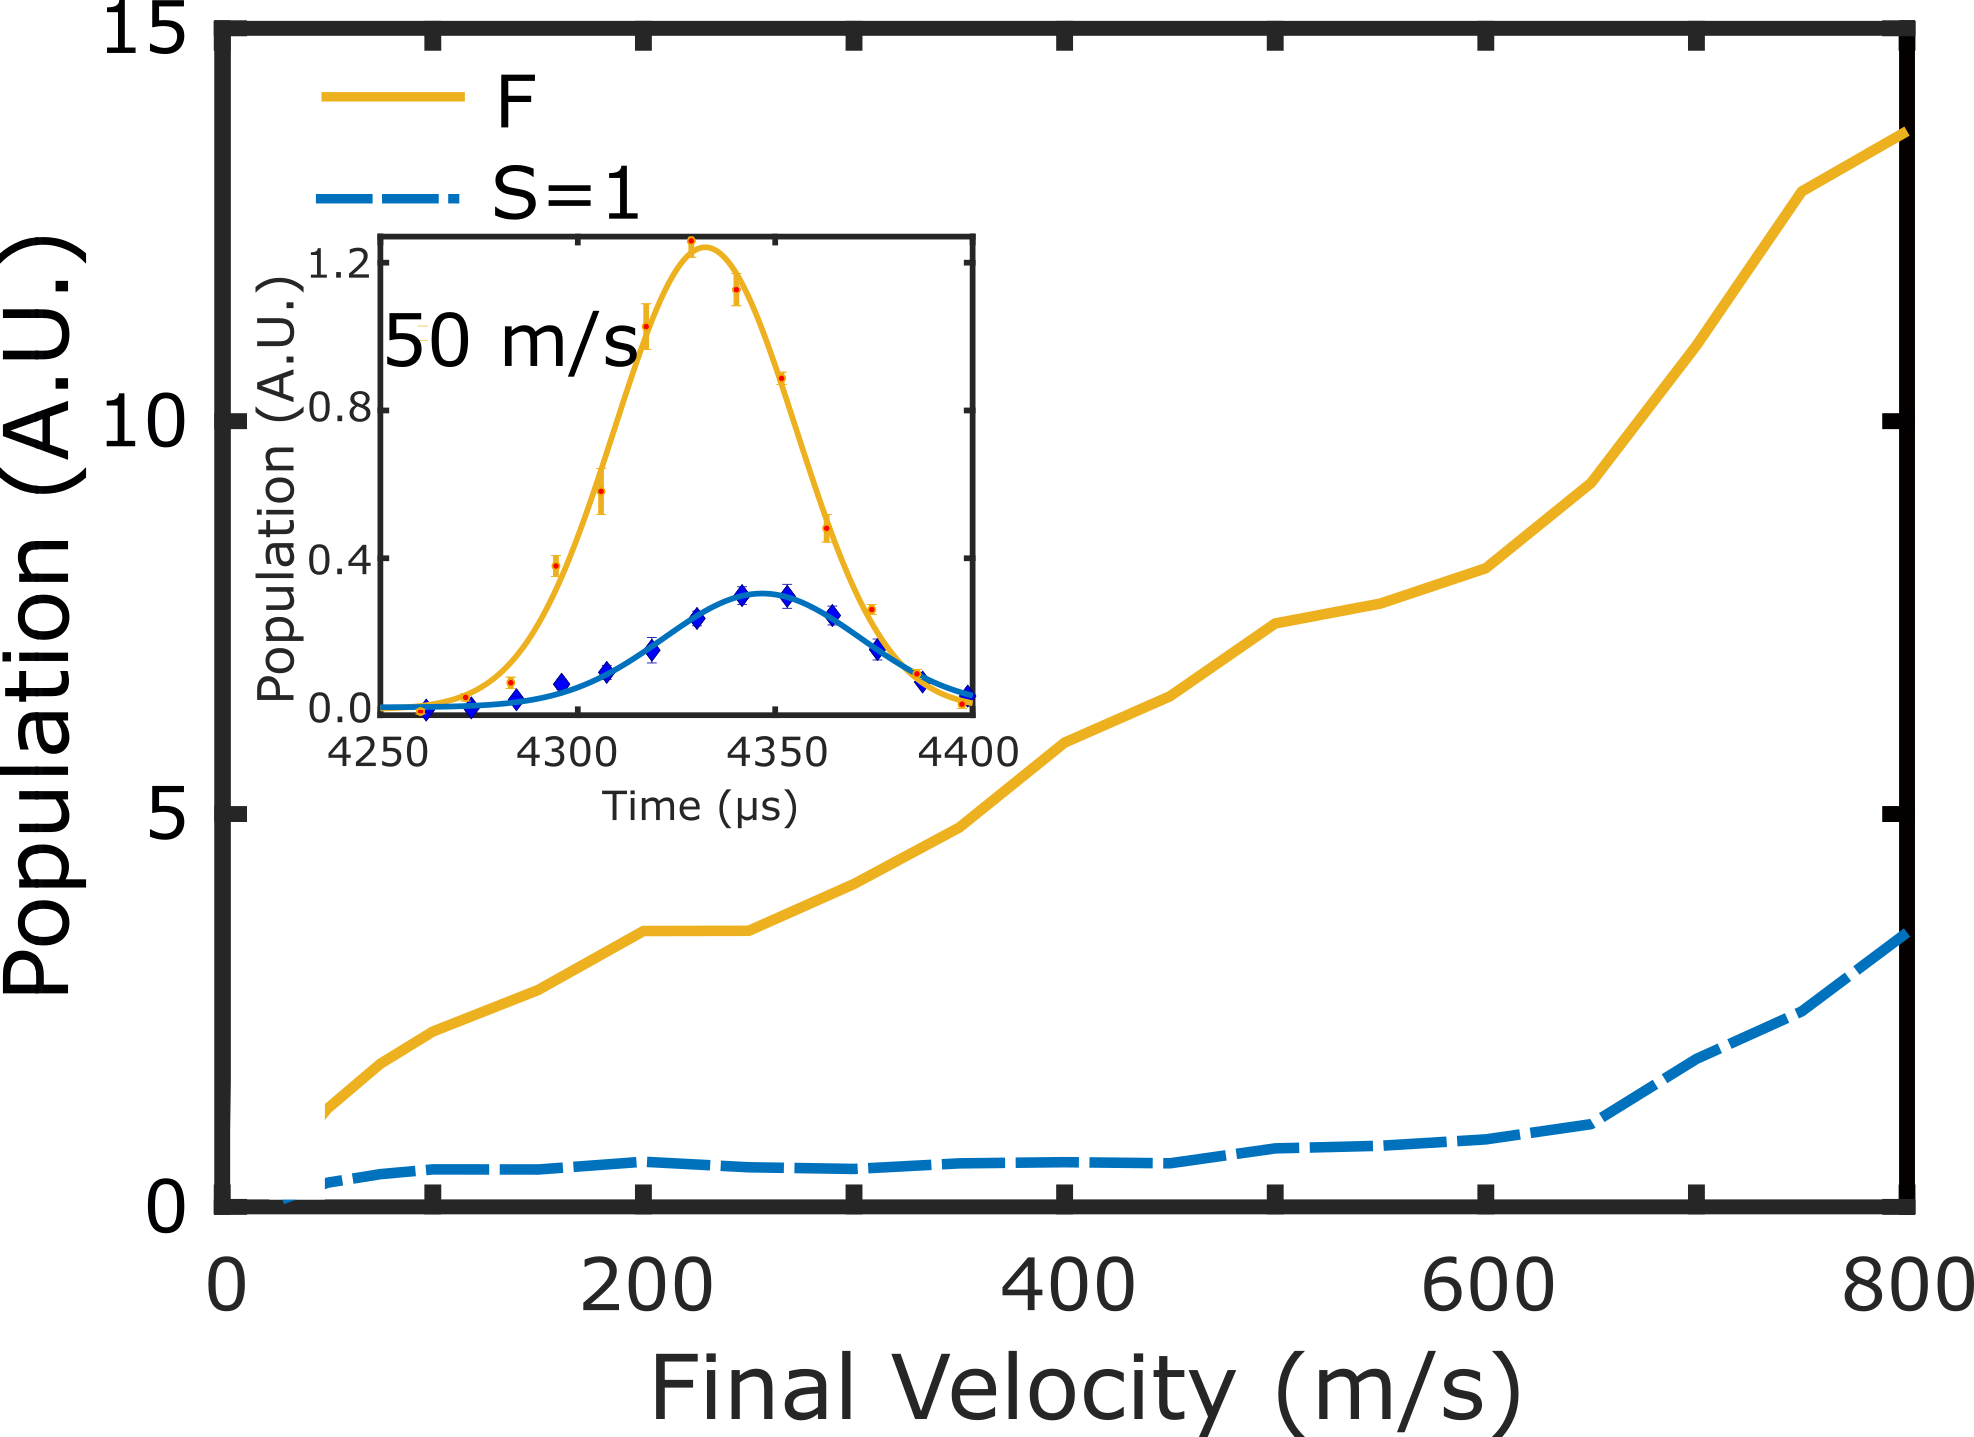 15
10
5
0
Population (A.U.)
F
S=1
1.2
0.8
0.4
0.0
Population (A.U.)
50 m/s
4250 4300 4350 4400
Time (μs)
0 200 400 600 800
Final Velocity (m/s)